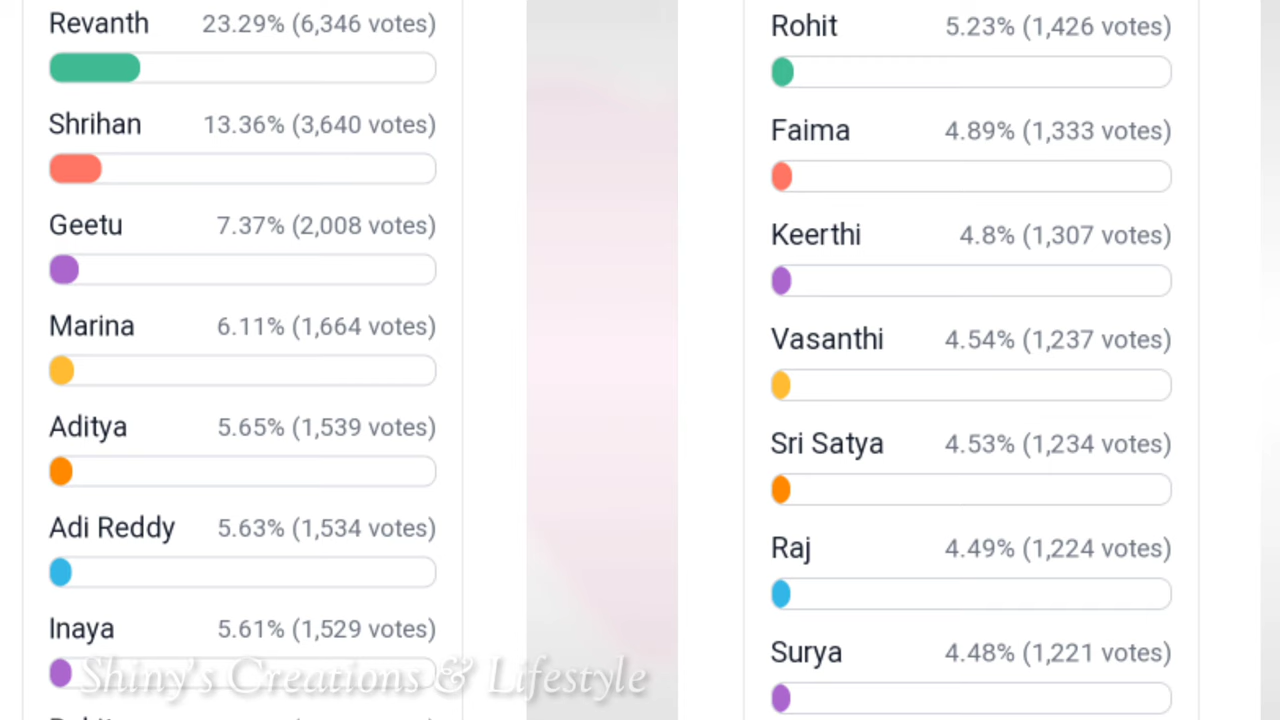 Revanth 23.29% (6,346 votes)
Shrihan 13.36% (3,640 votes)
Geetu 7.37% (2,008 votes)
Marina 6.11% (1,664 votes)
Aditya 5.65% (1,539 votes)
Adi Reddy 5.63% (1,534 votes)
Inaya 5.61% (1,529 votes)
Shiny's Creations & Lifestyle
Rohit 5.23% (1,426 votes)
Faima 4.89% (1,333 votes)
Keerthi 4.8% (1,307 votes)
Vasanthi 4.54% (1,237 votes)
Sri Satya 4.53% (1,234 votes)
Raj 4.49% (1,224 votes)
Surya 4.48% (1,221 votes)